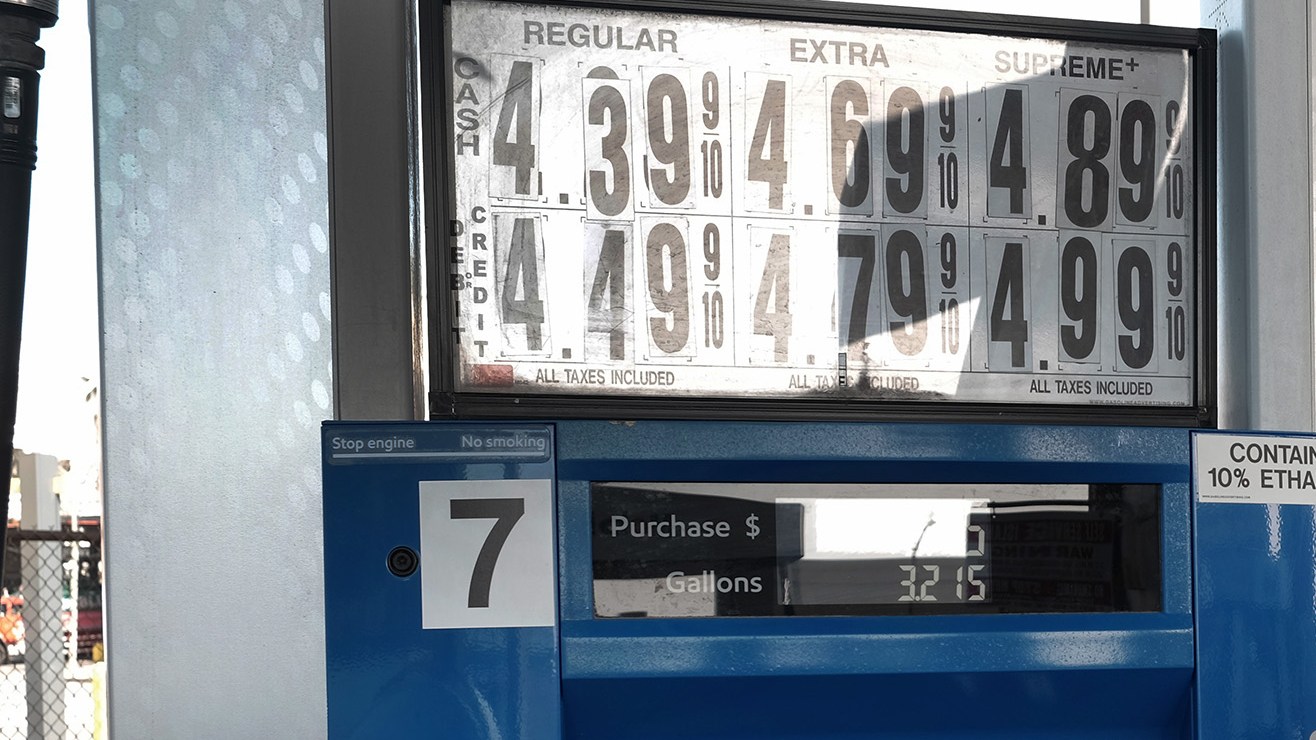 REGULAR EXTRA SUPREME+
CASH 4.39 9/10 4.69 9/10 4.89 9/10
DEBIT OR CREDIT 4.49 9/10 4.79 9/10 4.99 9/10
ALL TAXES INCLUDED ALL TAXES INCLUDED ALL TAXES INCLUDED
Stop engine No smoking
CONTAIN
10% ETHA
7
Purchase $
Gallons 3.215
WARNING